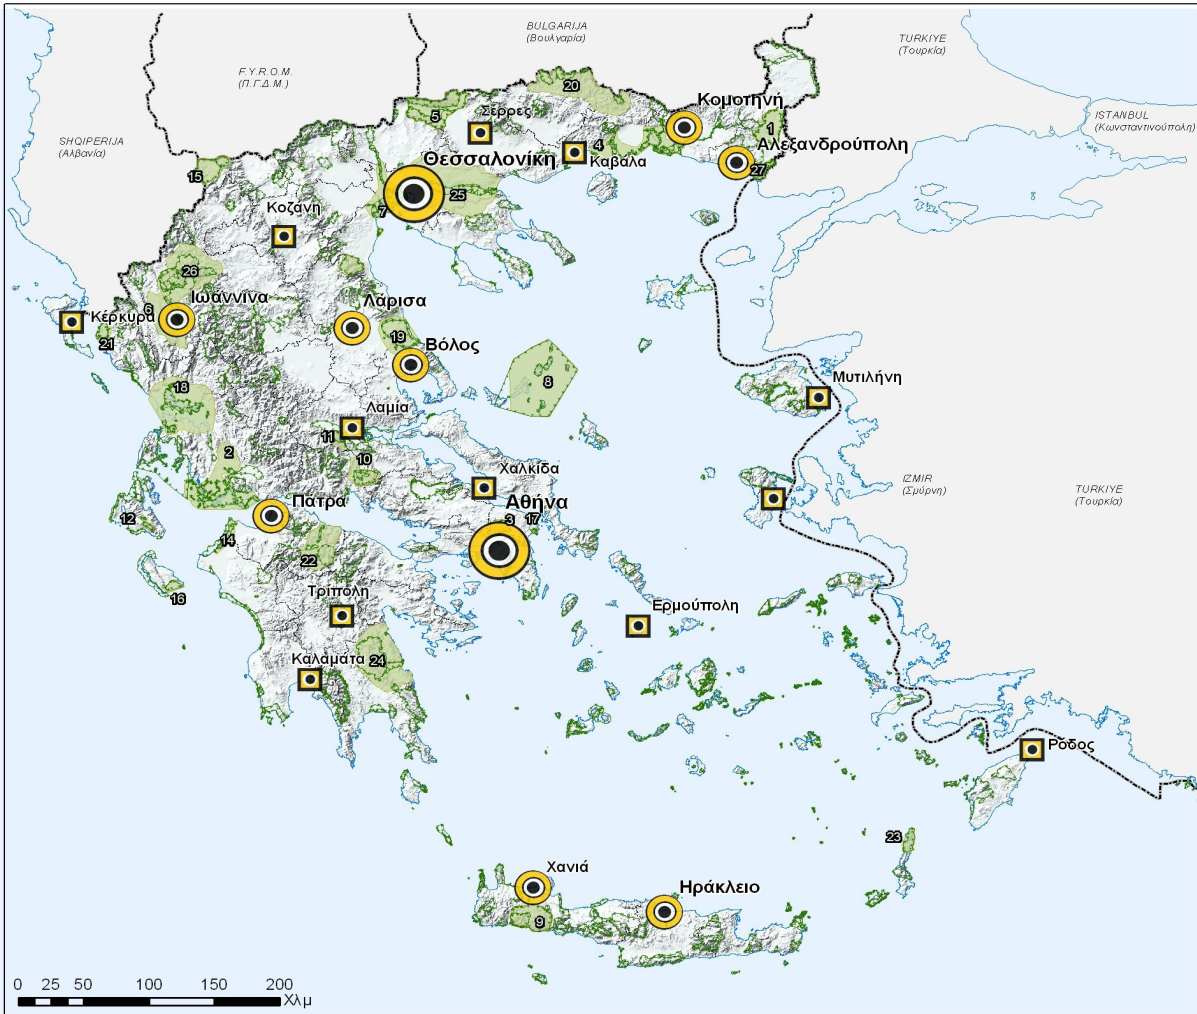 BULGARIJA
(Βουλγαρία)
TURKIYE
(Τουρκία)
F.Y.R.O.M.
(Π.Γ.Δ.Μ.)
20
Κομοτηνή
5
Σέρρες
ISTANBUL
(Κωνσταντινούπολη)
1
SHQIPERIJA
(Αλβανία)
4
Καβάλα
Αλεξανδρούπολη
Θεσσαλονίκη
27
15
25
7
Κοζάνη
26
6
Ιωάννινα
Λάρισα
Κέρκυρα
21
19
Βόλος
8
Μυτιλήνη
18
Λαμία
11
2
10
Χαλκίδα
IZMIR
(Σμύρνη)
TURKIYE
(Τουρκία)
Πάτρα
Αθήνα
12
3
17
14
22
16
Τρίπολη
Ερμούπολη
Καλαμάτα
24
Ρόδος
23
Χανιά
Ηράκλειο
9
0 25 50 100 150 200
Χλμ